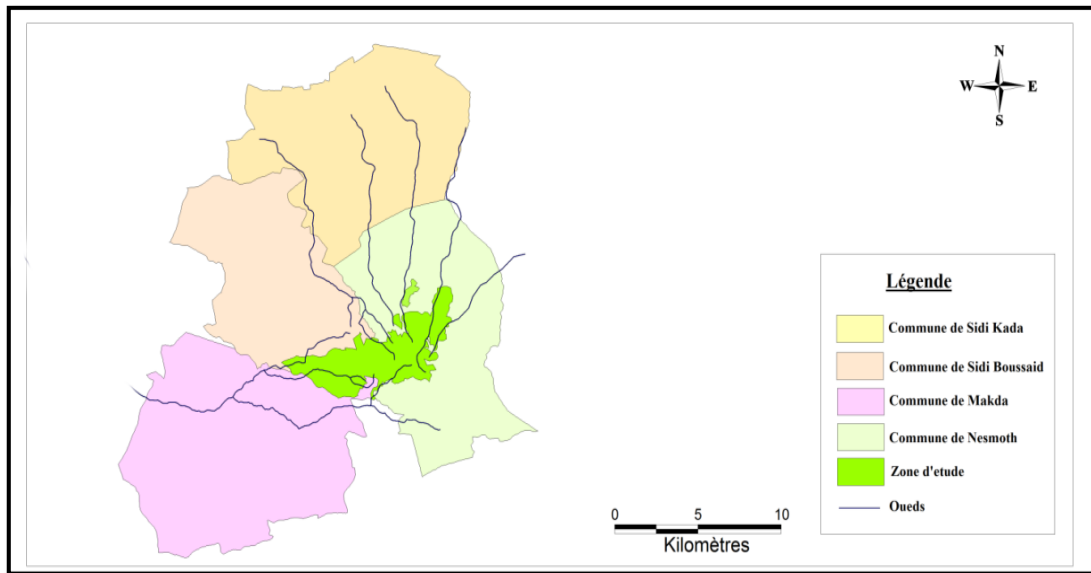 N
W E
S
Légende
Commune de Sidi Kada
Commune de Sidi Boussaid
Commune de Makda
Commune de Nesmoth
Zone d'etude
Oueds
0 5 10
Kilomètres